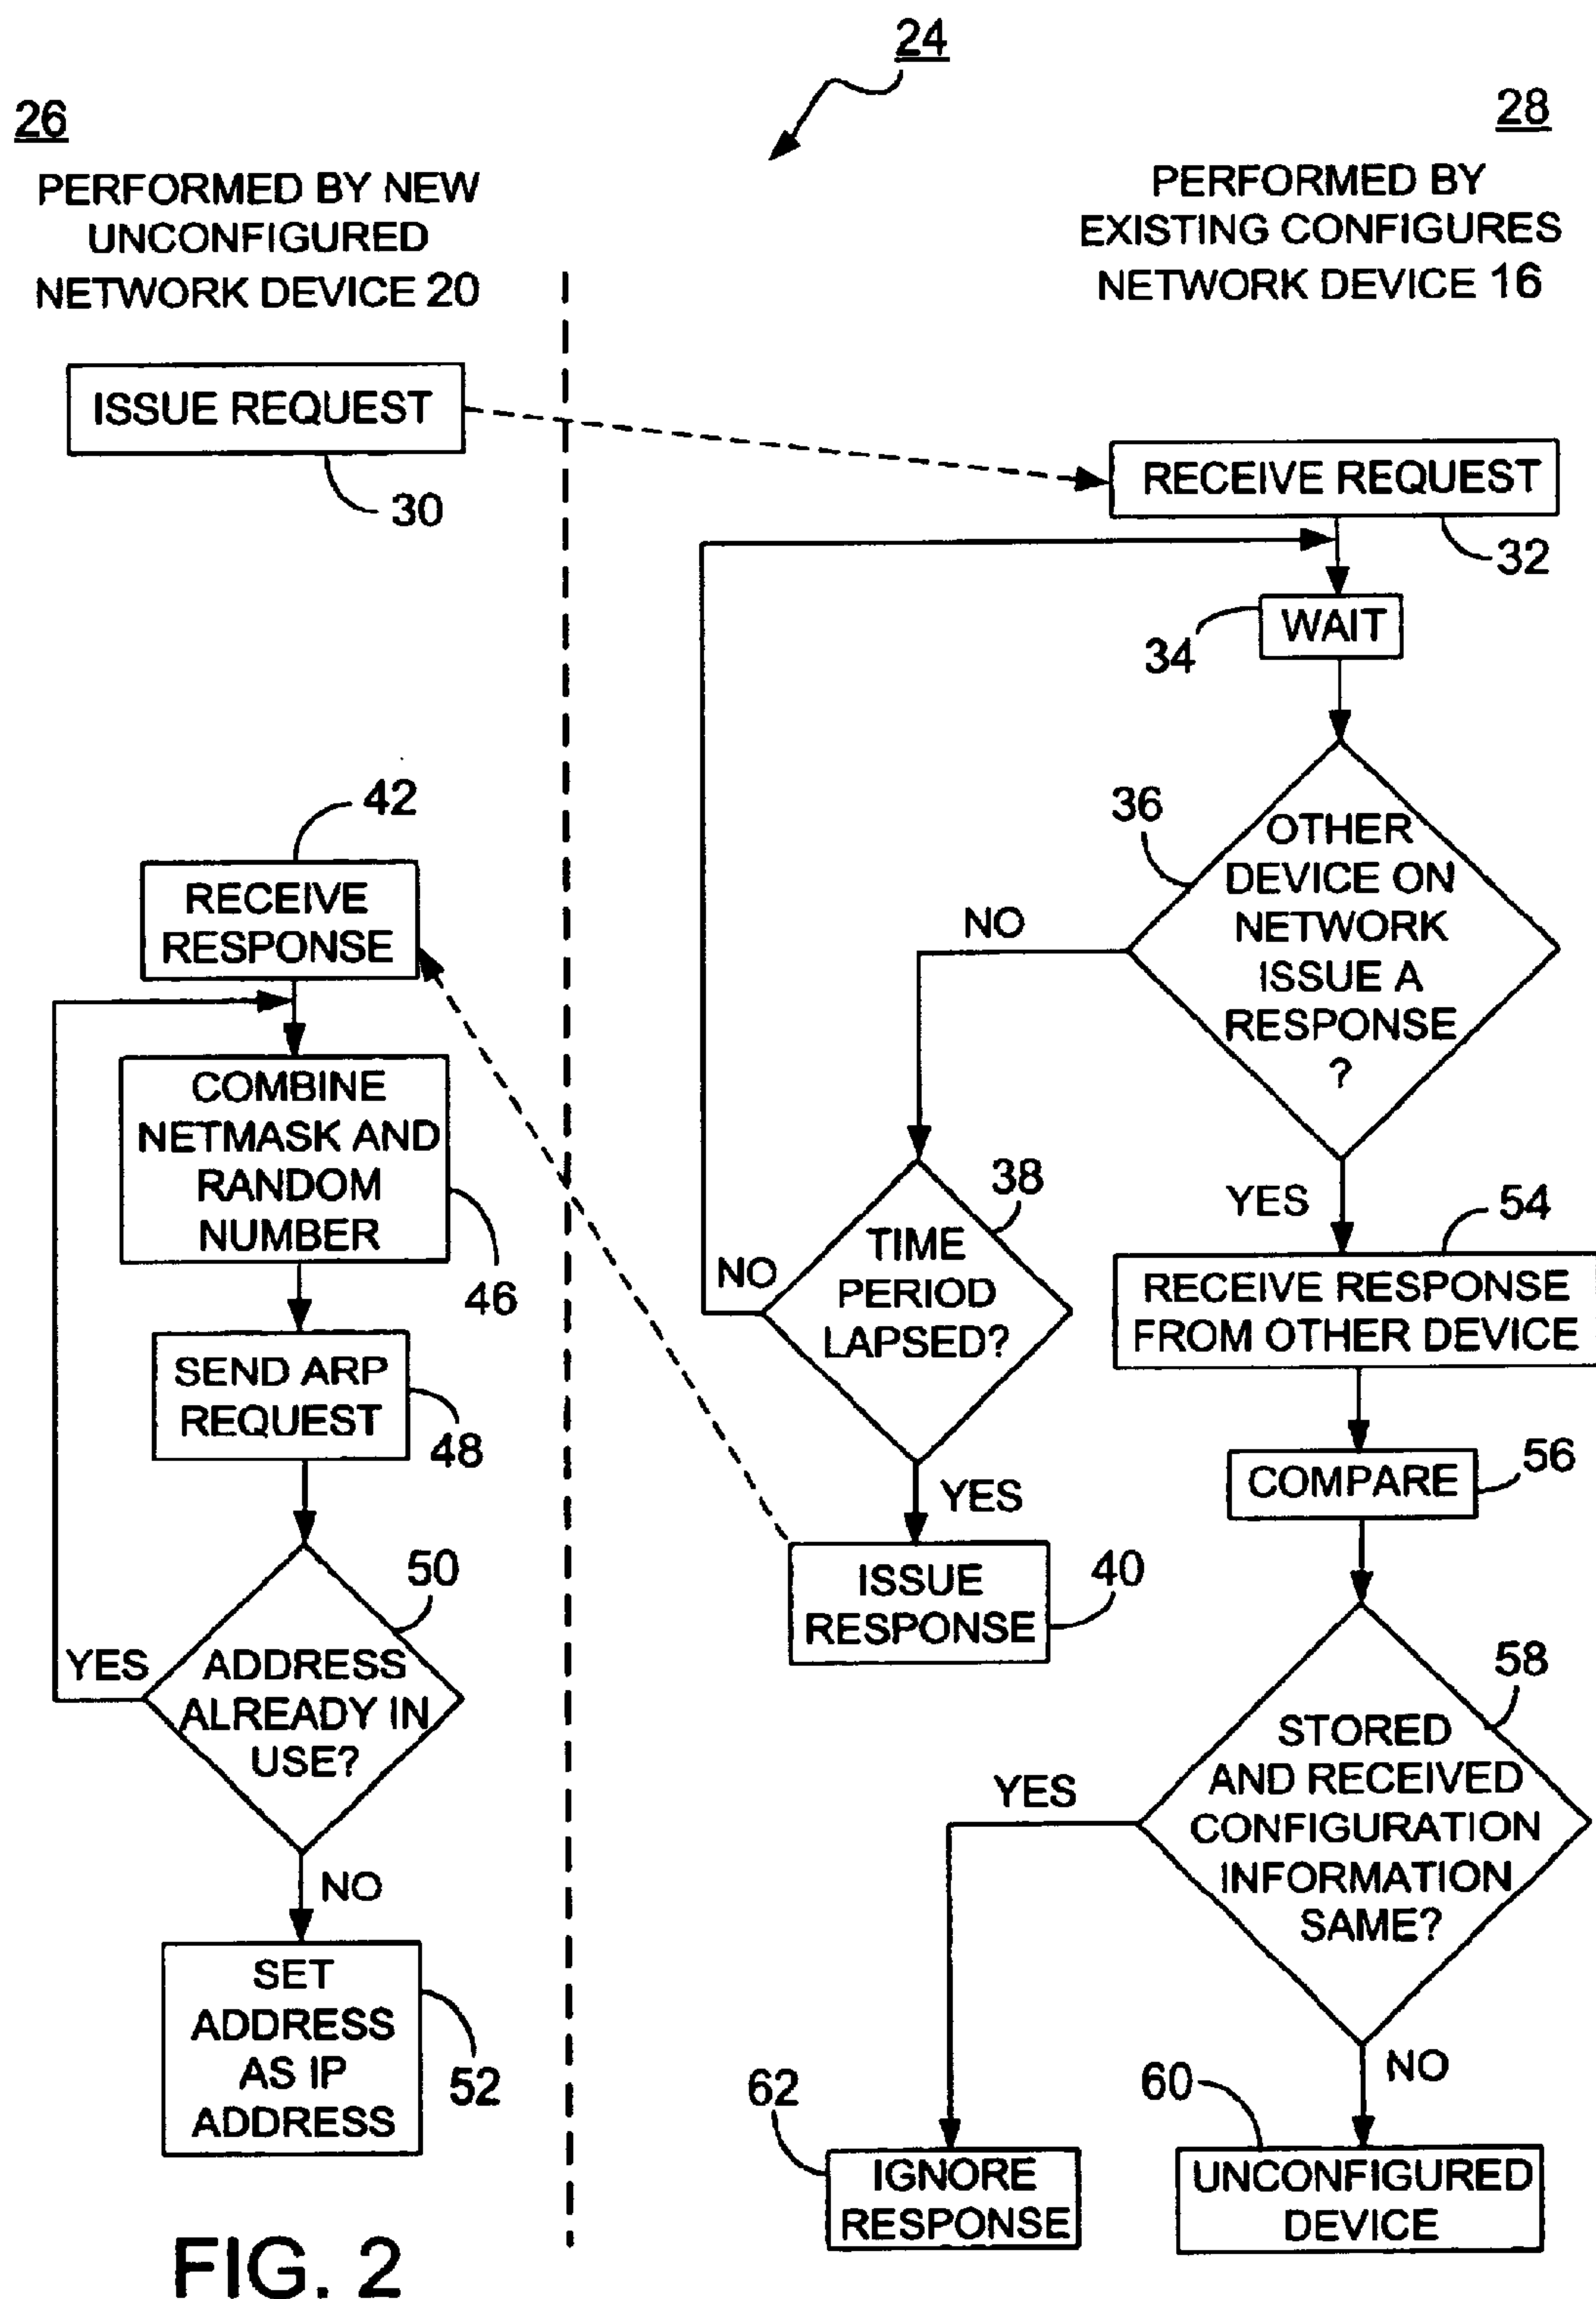 24
26
28
PERFORMED BY NEW
UNCONFIGURED
NETWORK DEVICE 20
PERFORMED BY
EXISTING CONFIGURES
NETWORK DEVICE 16
ISSUE REQUEST
30
RECEIVE REQUEST
32
WAIT
34
36
OTHER
DEVICE ON
NETWORK
ISSUE A
RESPONSE
?
NO
YES
38
TIME
PERIOD
LAPSED?
NO
YES
ISSUE
RESPONSE
40
42
RECEIVE
RESPONSE
COMBINE
NETMASK AND
RANDOM
NUMBER
46
SEND ARP
REQUEST
48
50
ADDRESS
ALREADY IN
USE?
YES
NO
SET
ADDRESS
AS IP
ADDRESS
52
54
RECEIVE RESPONSE
FROM OTHER DEVICE
COMPARE
56
58
STORED
AND RECEIVED
CONFIGURATION
INFORMATION
SAME?
YES
NO
62
IGNORE
RESPONSE
60
UNCONFIGURED
DEVICE
FIG. 2